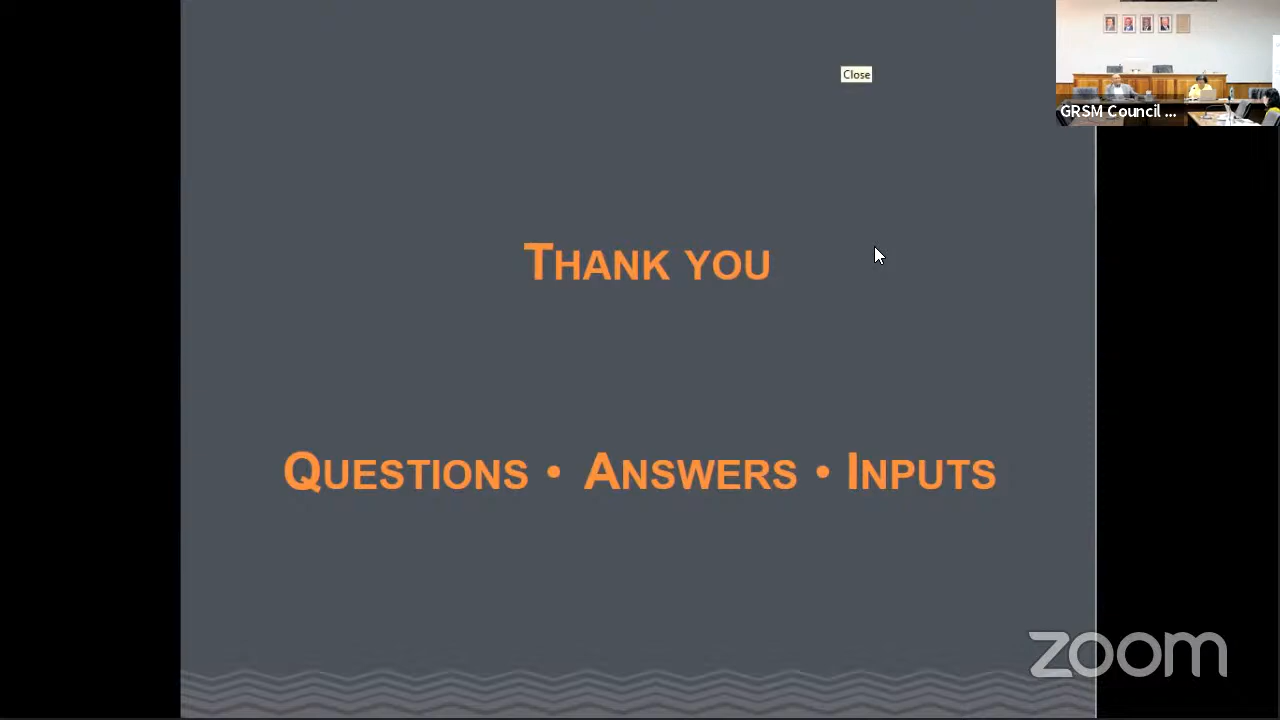 Close
GRSM Council ...
THANK YOU
QUESTIONS • ANSWERS • INPUTS
zoom